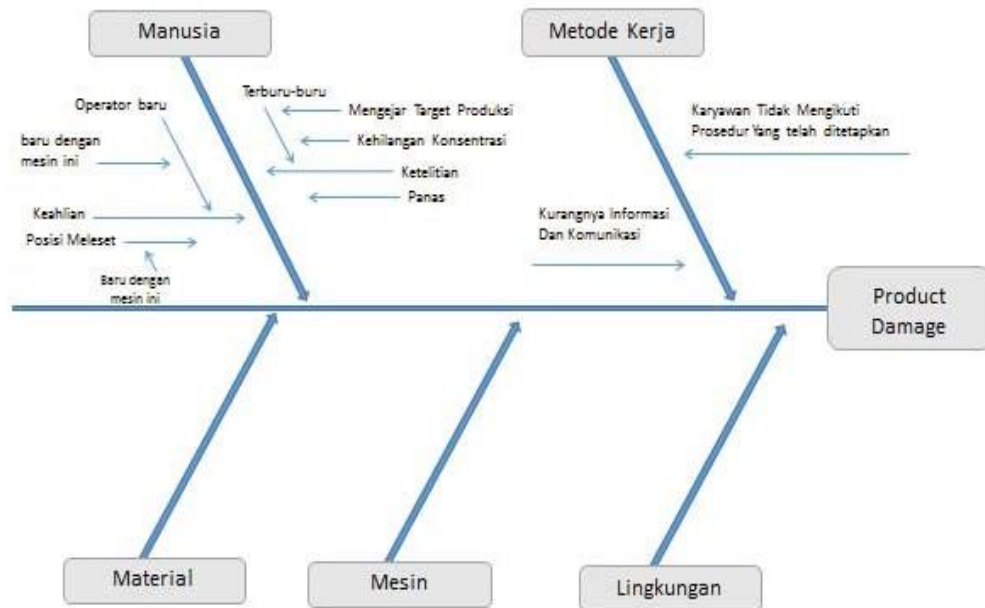 Manusia
Metode Kerja
Terburu-buru
Operator baru
Mengejar Target Produksi
Karyawan Tidak Mengikuti
Prosedur Yang telah ditetapkan
baru dengan
mesin ini
Kehilangan Konsentrasi
Ketelitian
Panas
Keahlian
Kurangnya Informasi
Dan Komunikasi
Posisi Meleset
Baru dengan
mesin ini
Product
Damage
Material
Mesin
Lingkungan